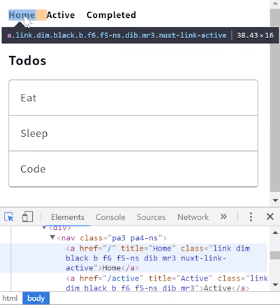 Home Active Completed
a.link.dim.black.b.f6.f5-ns.dib.mr3.nuxt-link-active 38.43×16
Todos
Eat
Sleep
Code
Elements Console Sources Network
<div>
▼<nav class="pa3 pa4-ns">
<a href="/" title="Home" class="link dim
black b f6 f5-ns dib mr3 nuxt-link-
active">Home</a>
<a href="/active" title="Active" class="
link dim black b f6 f5-ns dib mr3">Active</a>
html body